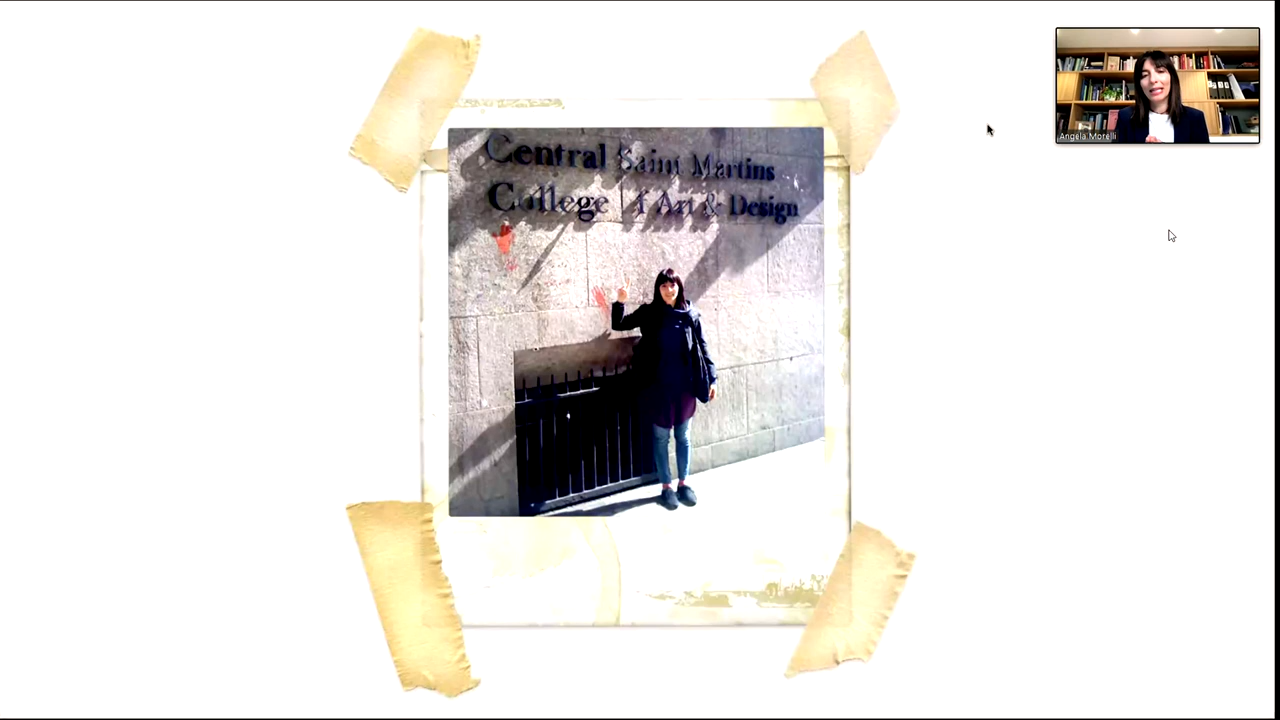 Central Saint Martins
College f Art & Design
Angela Morelli